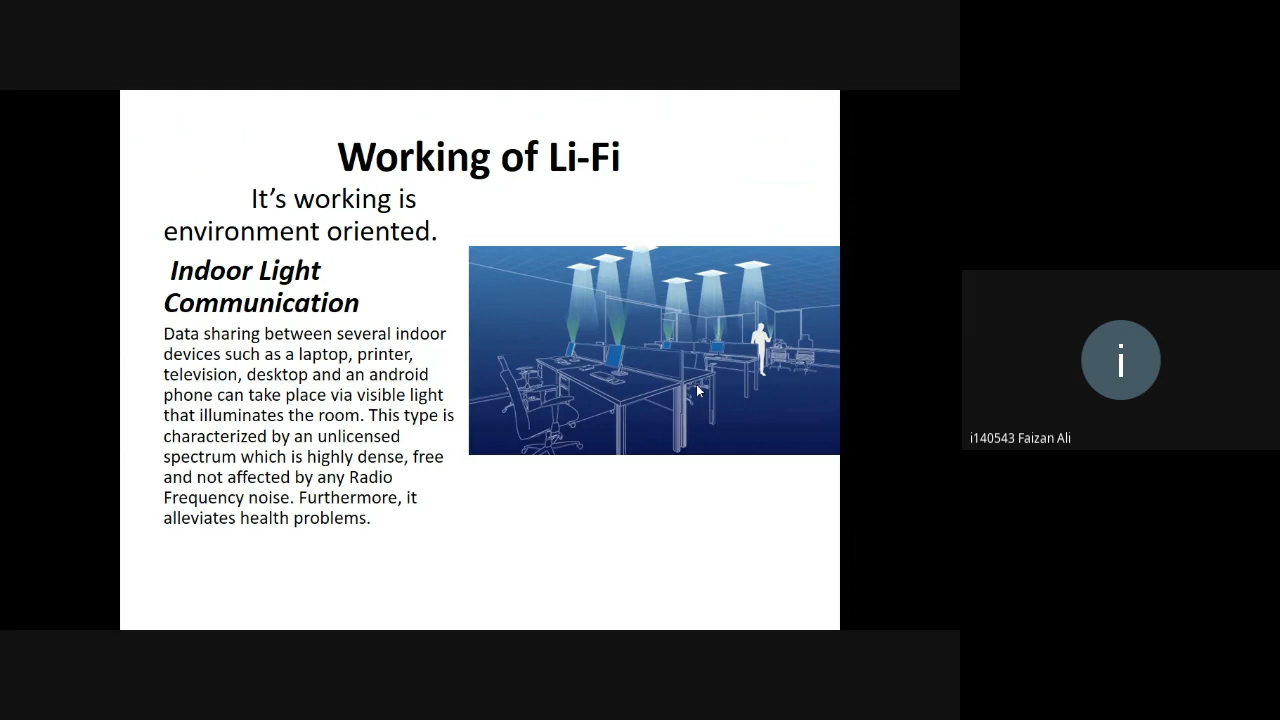 Working of Li-Fi
It’s working is
environment oriented.
Indoor Light
Communication
Data sharing between several indoor
devices such as a laptop, printer,
television, desktop and an android
phone can take place via visible light
that illuminates the room. This type is
characterized by an unlicensed
spectrum which is highly dense, free
and not affected by any Radio
Frequency noise. Furthermore, it
alleviates health problems.
i
i140543 Faizan Ali